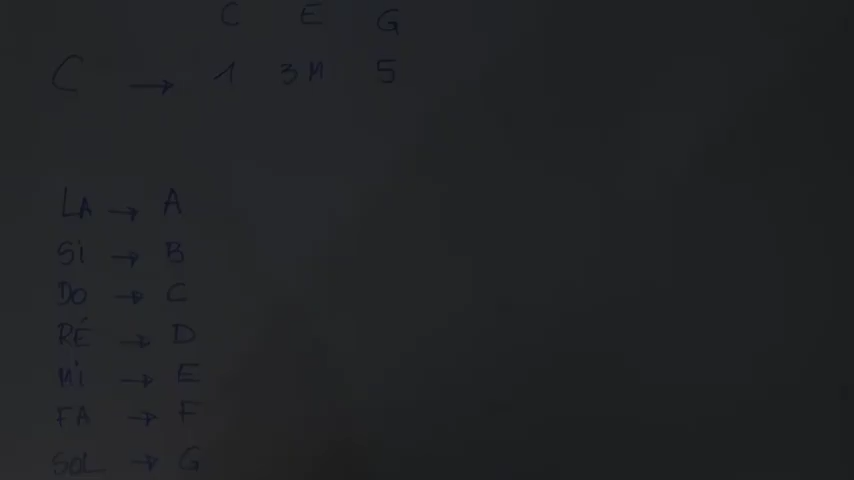 C E G
C → 1 3M 5
LA → A
Si → B
DO → C
RÉ → D
Mi → E
FA → F
SOL → G